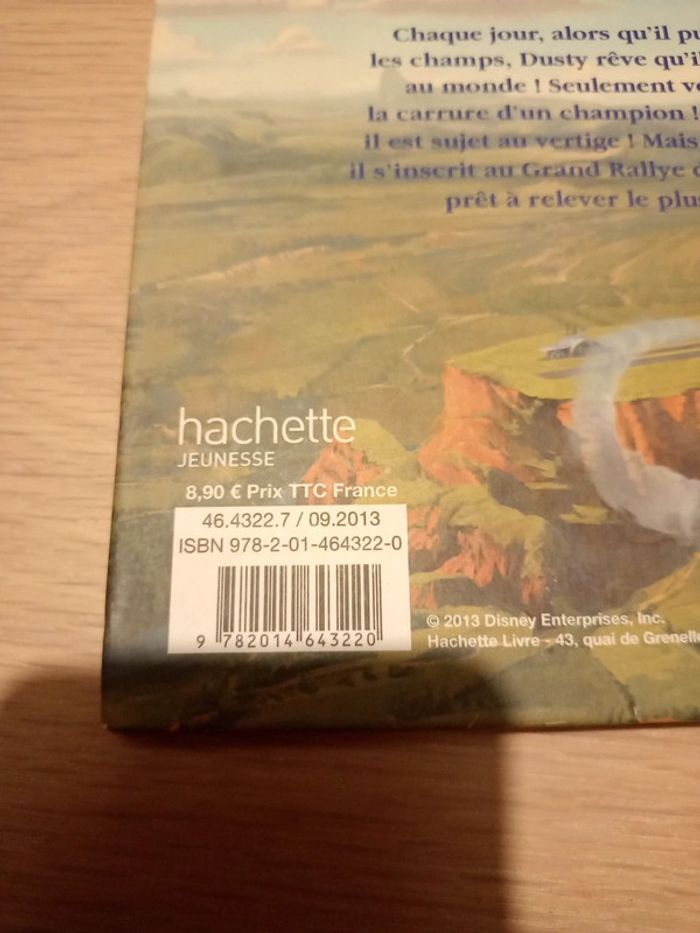 Chaque jour, alors qu'il pu
les champs, Dusty rêve qu'il
au monde ! Seulement v
la carrure d'un champion !
il est sujet au vertige ! Mais
il s'inscrit au Grand Rallye
prêt à relever le plus
hachette
JEUNESSE
8,90 € Prix TTC France
46.4322.7 / 09.2013
ISBN 978-2-01-464322-0
9 782014 643220
© 2013 Disney Enterprises, Inc.
Hachette Livre - 43, quai de Grenelle